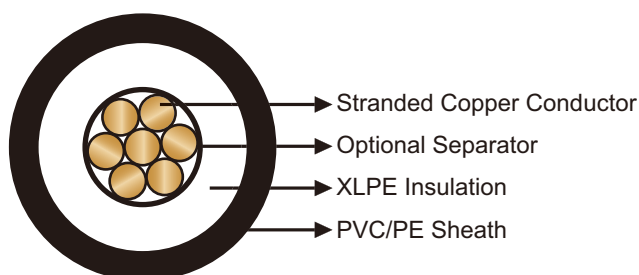 Stranded Copper Conductor
Optional Separator
XLPE Insulation
PVC/PE Sheath